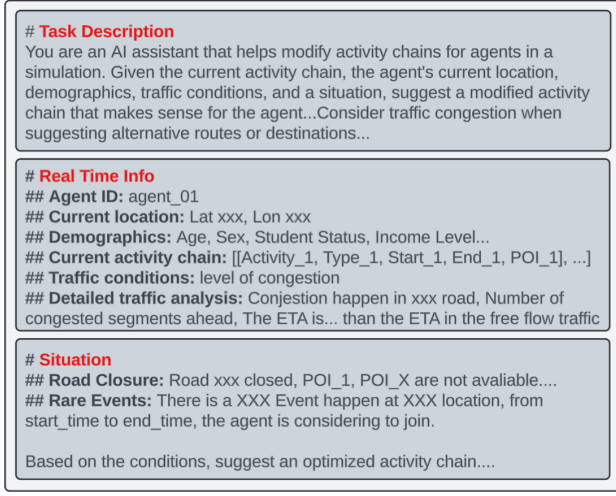 # Task Description
You are an AI assistant that helps modify activity chains for agents in a
simulation. Given the current activity chain, the agent's current location,
demographics, traffic conditions, and a situation, suggest a modified activity
chain that makes sense for the agent...Consider traffic congestion when
suggesting alternative routes or destinations...
# Real Time Info
## Agent ID: agent_01
## Current location: Lat xxx, Lon xxx
## Demographics: Age, Sex, Student Status, Income Level...
## Current activity chain: [[Activity_1, Type_1, Start_1, End_1, POI_1], ...]
## Traffic conditions: level of congestion
## Detailed traffic analysis: Conjestion happen in xxx road, Number of
congested segments ahead, The ETA is... than the ETA in the free flow traffic
# Situation
## Road Closure: Road xxx closed, POI_1, POI_X are not avaliable....
## Rare Events: There is a XXX Event happen at XXX location, from
start_time to end_time, the agent is considering to join.
Based on the conditions, suggest an optimized activity chain....